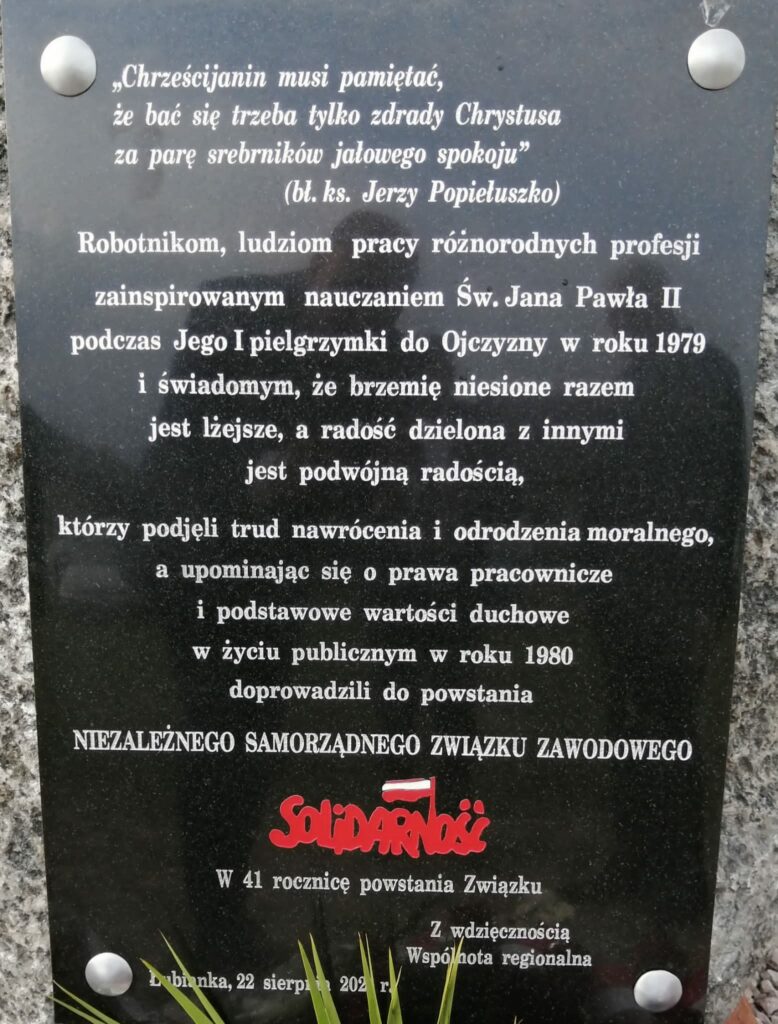 „Chrześcijanin musi pamiętać,
że bać się trzeba tylko zdrady Chrystusa
za parę srebrników jałowego spokoju”
(bł. ks. Jerzy Popiełuszko)
Robotnikom, ludziom pracy różnorodnych profesji
zainspirowanym nauczaniem Św. Jana Pawła II
podczas Jego I pielgrzymki do Ojczyzny w roku 1979
i świadomym, że brzemię niesione razem
jest lżejsze, a radość dzielona z innymi
jest podwójną radością,
którzy podjęli trud nawrócenia i odrodzenia moralnego,
a upominając się o prawa pracownicze
i podstawowe wartości duchowe
w życiu publicznym w roku 1980
doprowadzili do powstania
NIEZALEŻNEGO SAMORZĄDNEGO ZWIĄZKU ZAWODOWEGO
SOLiDARNOŚĆ
W 41 rocznicę powstania Związku
Z wdzięcznością
Wspólnota regionalna
Łubianka, 22 sierpnia r.